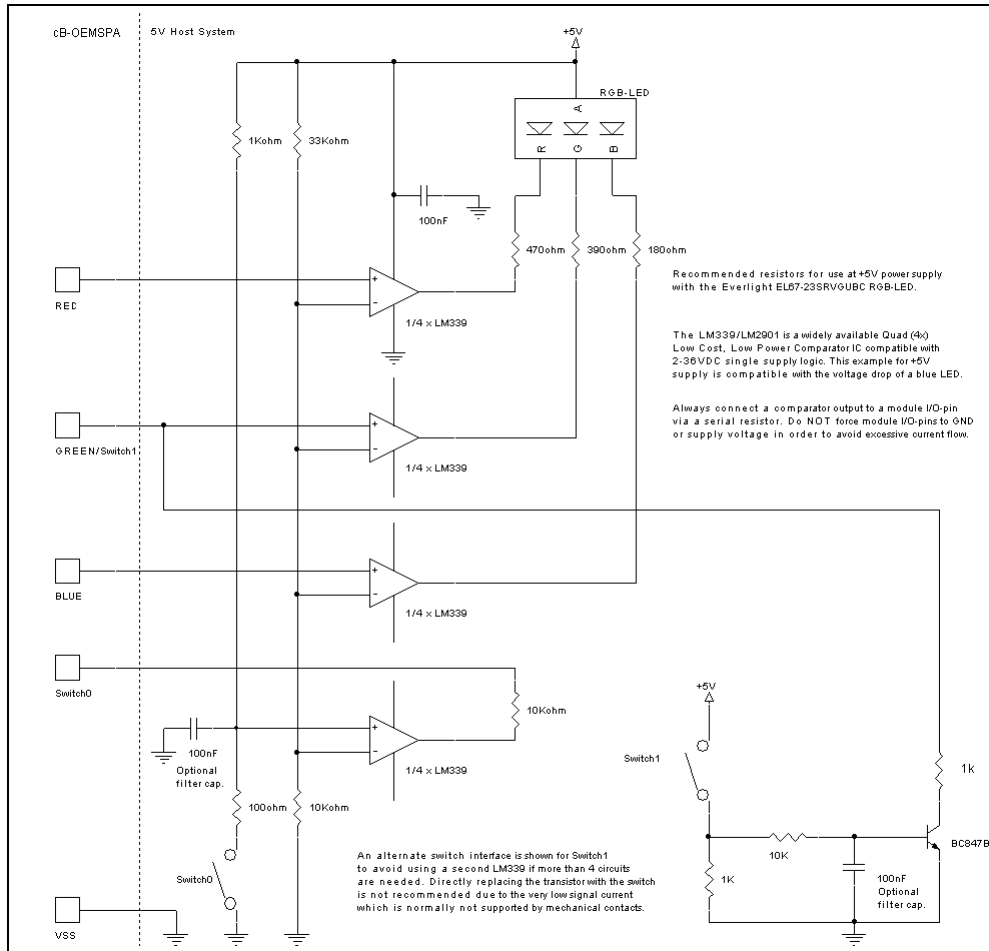 cB-OEMSPA
5V Host System
+5V
RGB-LED
A
R
G
B
1Kohm
33Kohm
100nF
470ohm
390ohm
180ohm
RED
+
-
1/4 x LM339
Recommended resistors for use at +5V power supply
with the Everlight EL67-23SRVGUBC RGB-LED.
The LM339/LM2901 is a widely available Quad (4x)
Low Cost, Low Power Comparator IC compatible with
2-36VDC single supply logic. This example for +5V
supply is compatible with the voltage drop of a blue LED.
Always connect a comparator output to a module I/O-pin
via a serial resistor. Do NOT force module I/O-pins to GND
or supply voltage in order to avoid excessive current flow.
GREEN/Switch1
+
-
1/4 x LM339
BLUE
+
-
1/4 x LM339
Switch0
10Kohm
+
-
1/4 x LM339
100nF
Optional
filter cap.
100ohm
10Kohm
Switch0
VSS
An alternate switch interface is shown for Switch1
to avoid using a second LM339 if more than 4 circuits
are needed. Directly replacing the transistor with the switch
is not recommended due to the very low signal current
which is normally not supported by mechanical contacts.
+5V
Switch1
1K
10K
1k
BC847B
100nF
Optional
filter cap.